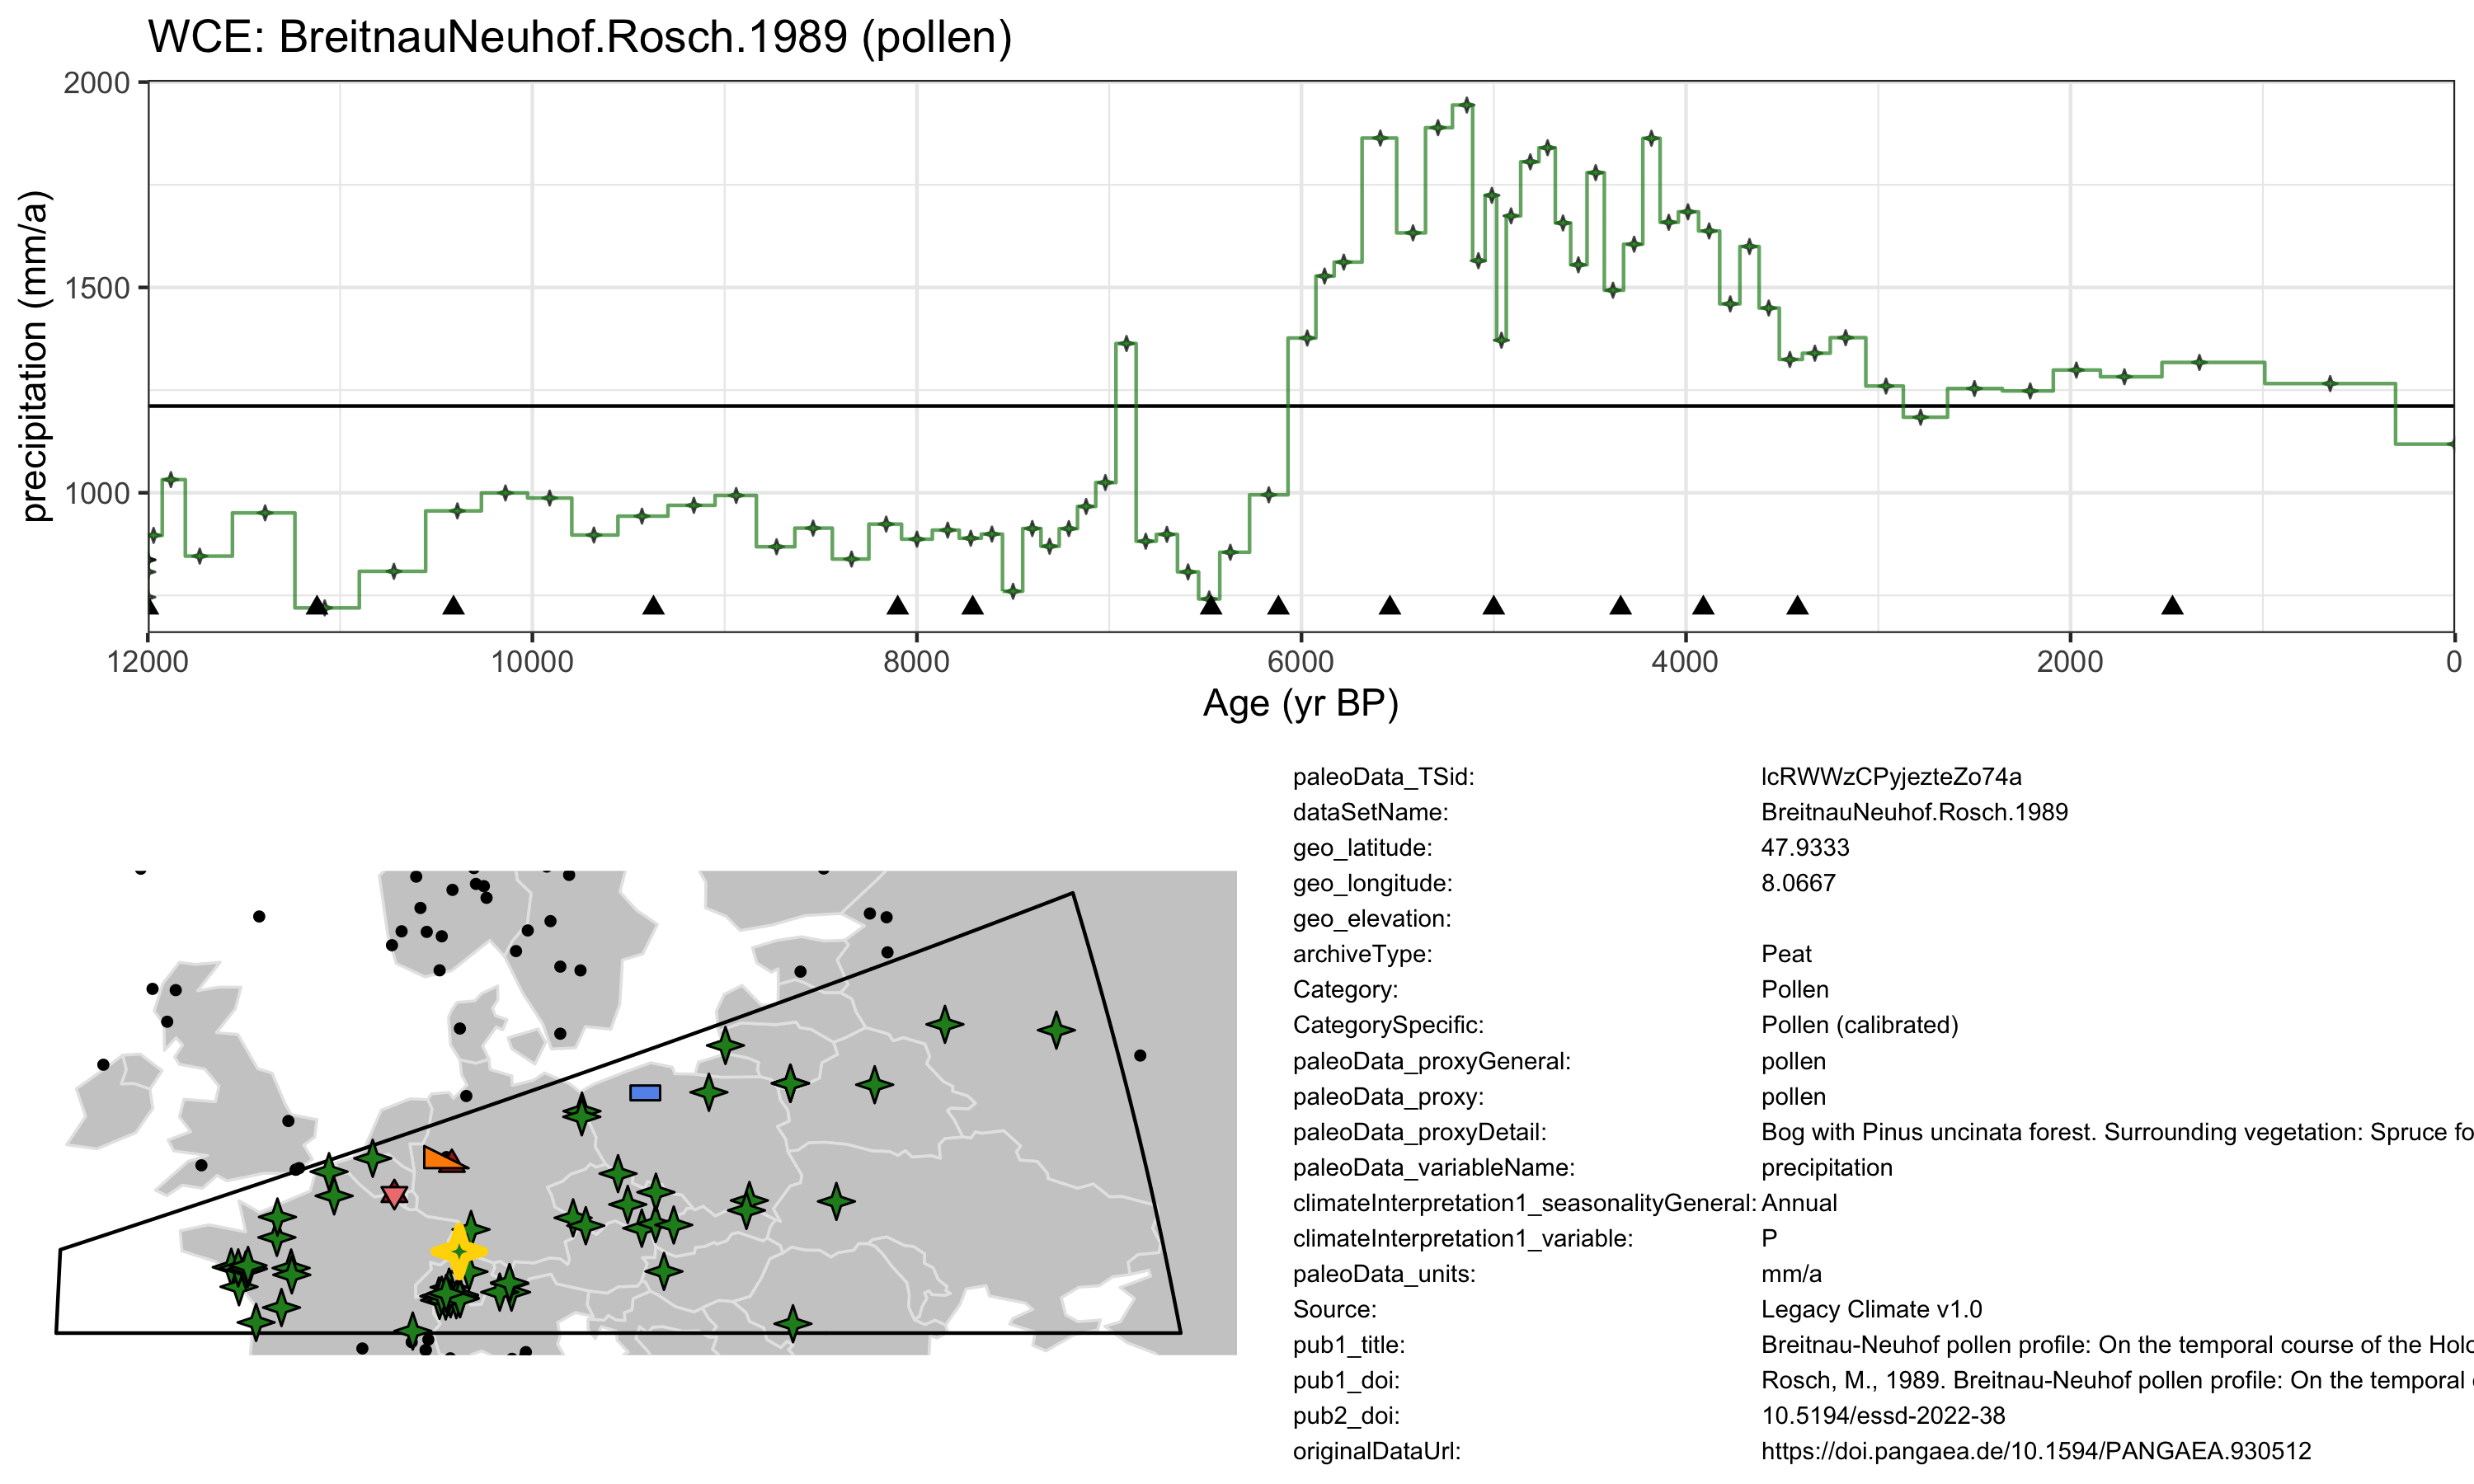 WCE: BreitnauNeuhof.Rosch.1989 (pollen)
precipitation (mm/a)
2000
1500
1000
12000 10000 8000 6000 4000 2000 0
Age (yr BP)
paleoData_TSid: lcRWWzCPyjezteZo74a
dataSetName: BreitnauNeuhof.Rosch.1989
geo_latitude: 47.9333
geo_longitude: 8.0667
geo_elevation:
archiveType: Peat
Category: Pollen
CategorySpecific: Pollen (calibrated)
paleoData_proxyGeneral: pollen
paleoData_proxy: pollen
paleoData_proxyDetail: Bog with Pinus uncinata forest. Surrounding vegetation: Spruce fo
paleoData_variableName: precipitation
climateInterpretation1_seasonalityGeneral: Annual
climateInterpretation1_variable: P
paleoData_units: mm/a
Source: Legacy Climate v1.0
pub1_title: Breitnau-Neuhof pollen profile: On the temporal course of the Holo
pub1_doi: Rosch, M., 1989. Breitnau-Neuhof pollen profile: On the temporal
pub2_doi: 10.5194/essd-2022-38
originalDataUrl: https://doi.pangaea.de/10.1594/PANGAEA.930512